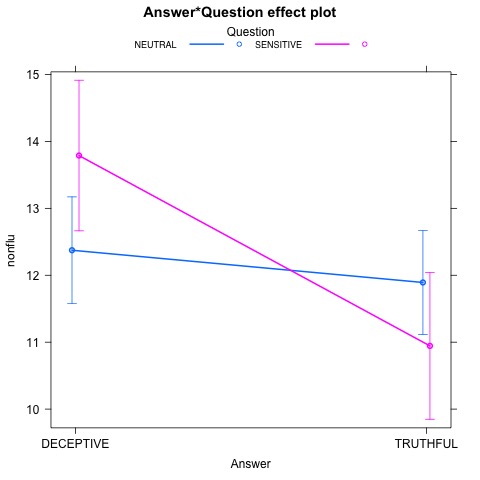 Answer*Question effect plot
Question
NEUTRAL SENSITIVE
15
14
13
12
11
10
nonflu
DECEPTIVE TRUTHFUL
Answer